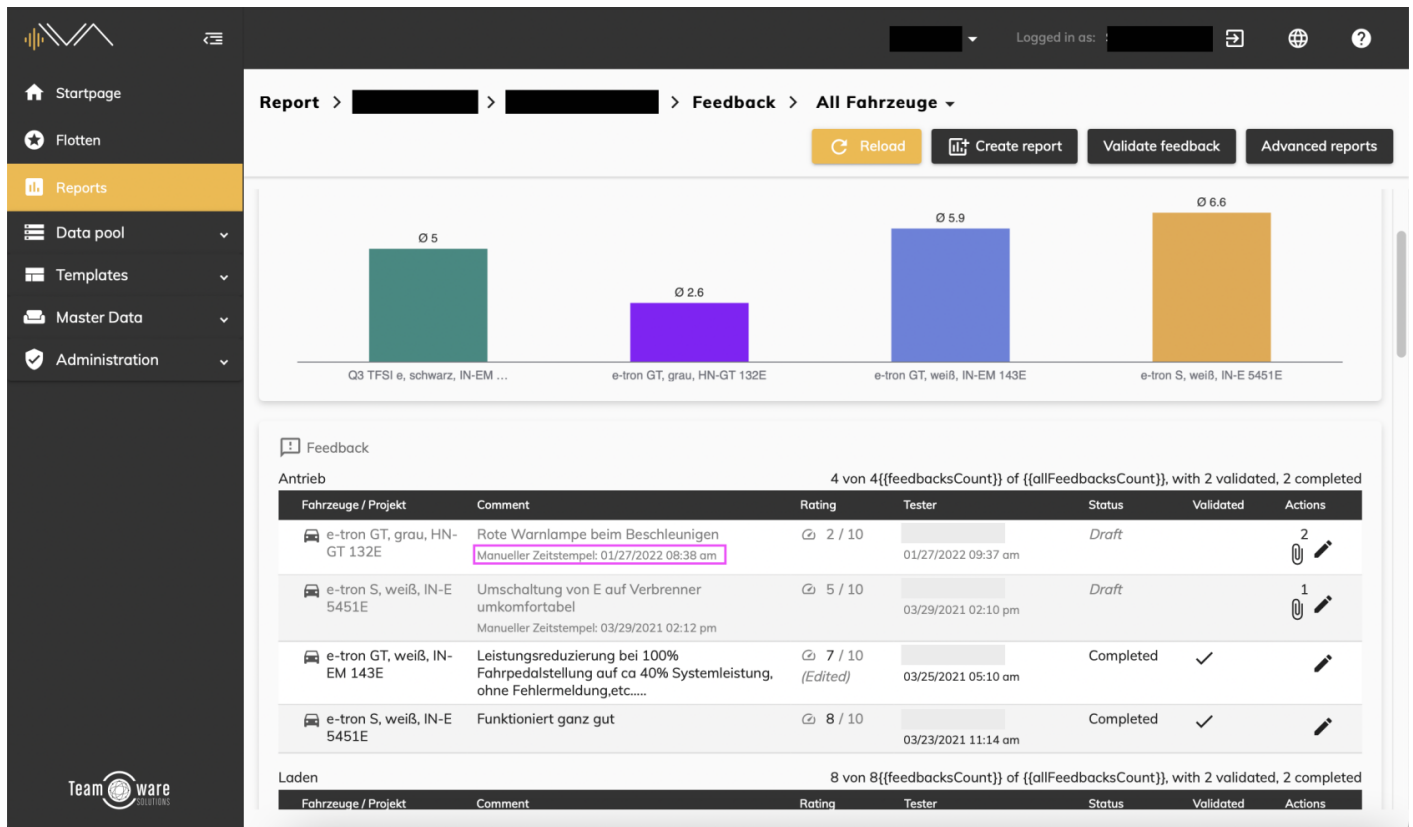 Logged in as:
Startpage
Flotten
Reports
Data pool
Templates
Master Data
Administration
Team ware
SOLUTIONS
Report > > > Feedback > All Fahrzeuge
Reload
Create report
Validate feedback
Advanced reports
Ø 5
Ø 2.6
Ø 5.9
Ø 6.6
Q3 TFSI e, schwarz, IN-EM ...
e-tron GT, grau, HN-GT 132E
e-tron GT, weiß, IN-EM 143E
e-tron S, weiß, IN-E 5451E
Feedback
Antrieb
4 von 4{{feedbacksCount}} of {{allFeedbacksCount}}, with 2 validated, 2 completed
Fahrzeuge / Projekt Comment Rating Tester Status Validated Actions
e-tron GT, grau, HN-
GT 132E
Rote Warnlampe beim Beschleunigen
Manueller Zeitstempel: 01/27/2022 08:38 am
2 / 10
01/27/2022 09:37 am
Draft
2
e-tron S, weiß, IN-E
5451E
Umschaltung von E auf Verbrenner
umkomfortabel
Manueller Zeitstempel: 03/29/2021 02:12 pm
5 / 10
03/29/2021 02:10 pm
Draft
1
e-tron GT, weiß, IN-
EM 143E
Leistungsreduzierung bei 100%
Fahrpedalstellung auf ca 40% Systemleistung,
ohne Fehlermeldung,etc.....
7 / 10
(Edited)
03/25/2021 05:10 am
Completed
e-tron S, weiß, IN-E
5451E
Funktioniert ganz gut
8 / 10
03/23/2021 11:14 am
Completed
Laden
8 von 8{{feedbacksCount}} of {{allFeedbacksCount}}, with 2 validated, 2 completed
Fahrzeuge / Projekt Comment Rating Tester Status Validated Actions